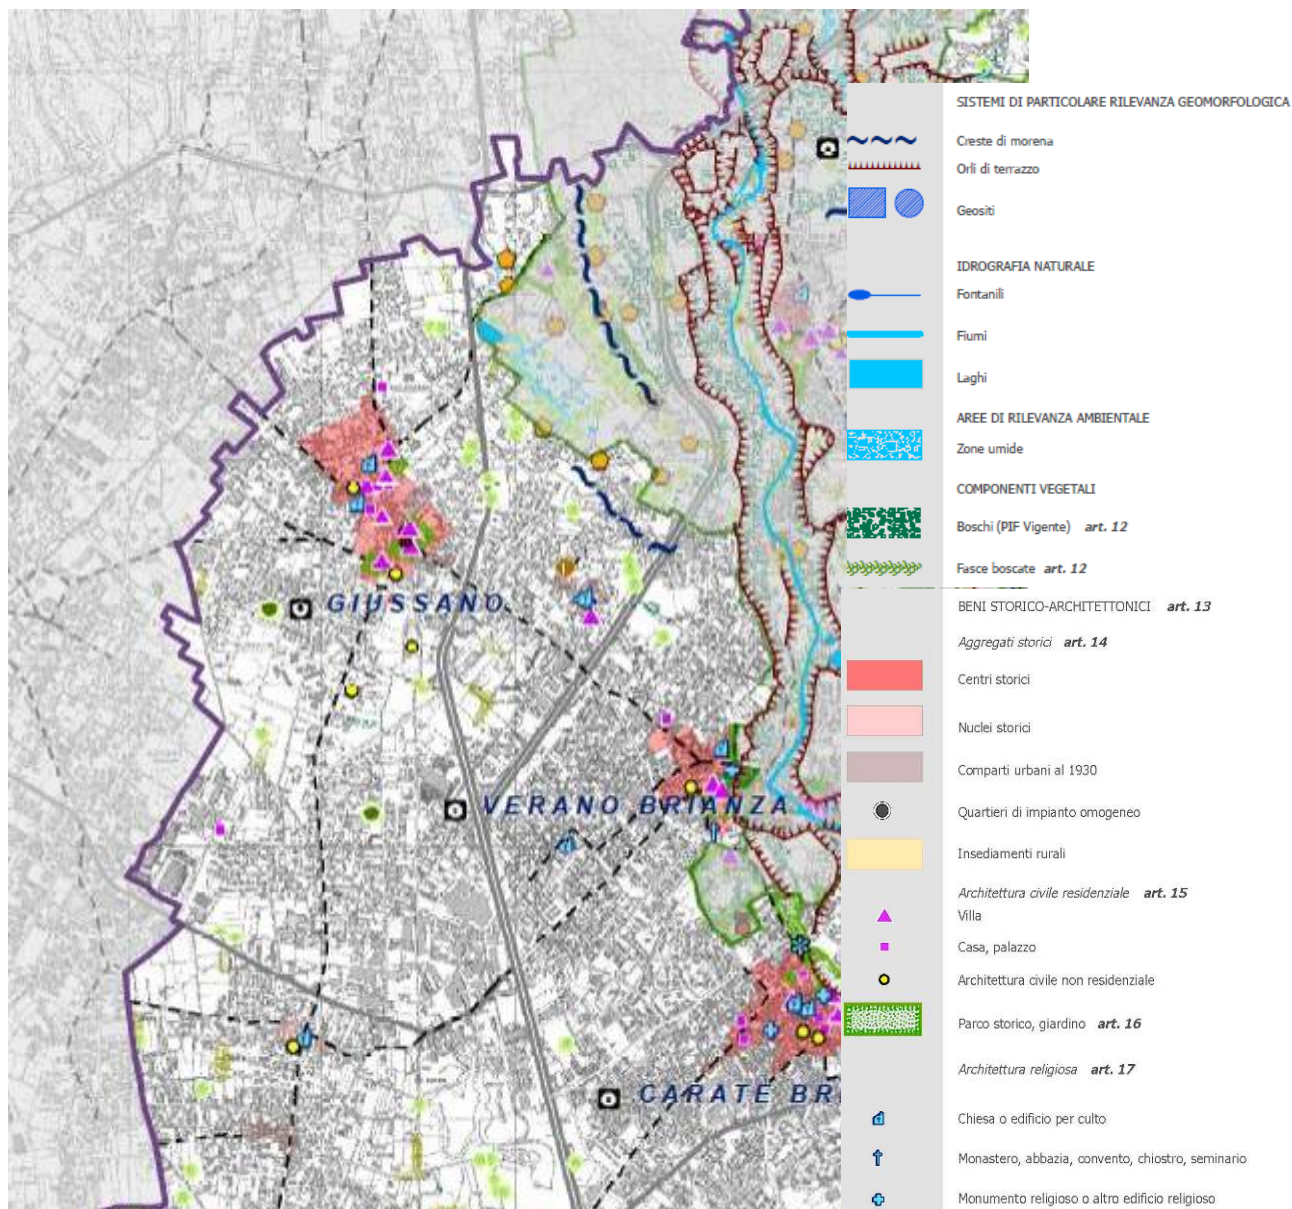 GIUSSANO
VERANO BRIANZA
CARATE BR
SISTEMI DI PARTICOLARE RILEVANZA GEOMORFOLOGICA
Creste di morena
Orli di terrazzo
Geositi
IDROGRAFIA NATURALE
Fontanili
Fiumi
Laghi
AREE DI RILEVANZA AMBIENTALE
Zone umide
COMPONENTI VEGETALI
Boschi (PIF Vigente) art. 12
Fasce boscate art. 12
BENI STORICO-ARCHITETTONICI art. 13
Aggregati storici art. 14
Centri storici
Nuclei storici
Comparti urbani al 1930
Quartieri di impianto omogeneo
Insediamenti rurali
Architettura civile residenziale art. 15
Villa
Casa, palazzo
Architettura civile non residenziale
Parco storico, giardino art. 16
Architettura religiosa art. 17
Chiesa o edificio per culto
Monastero, abbazia, convento, chiostro, seminario
Monumento religioso o altro edificio religioso